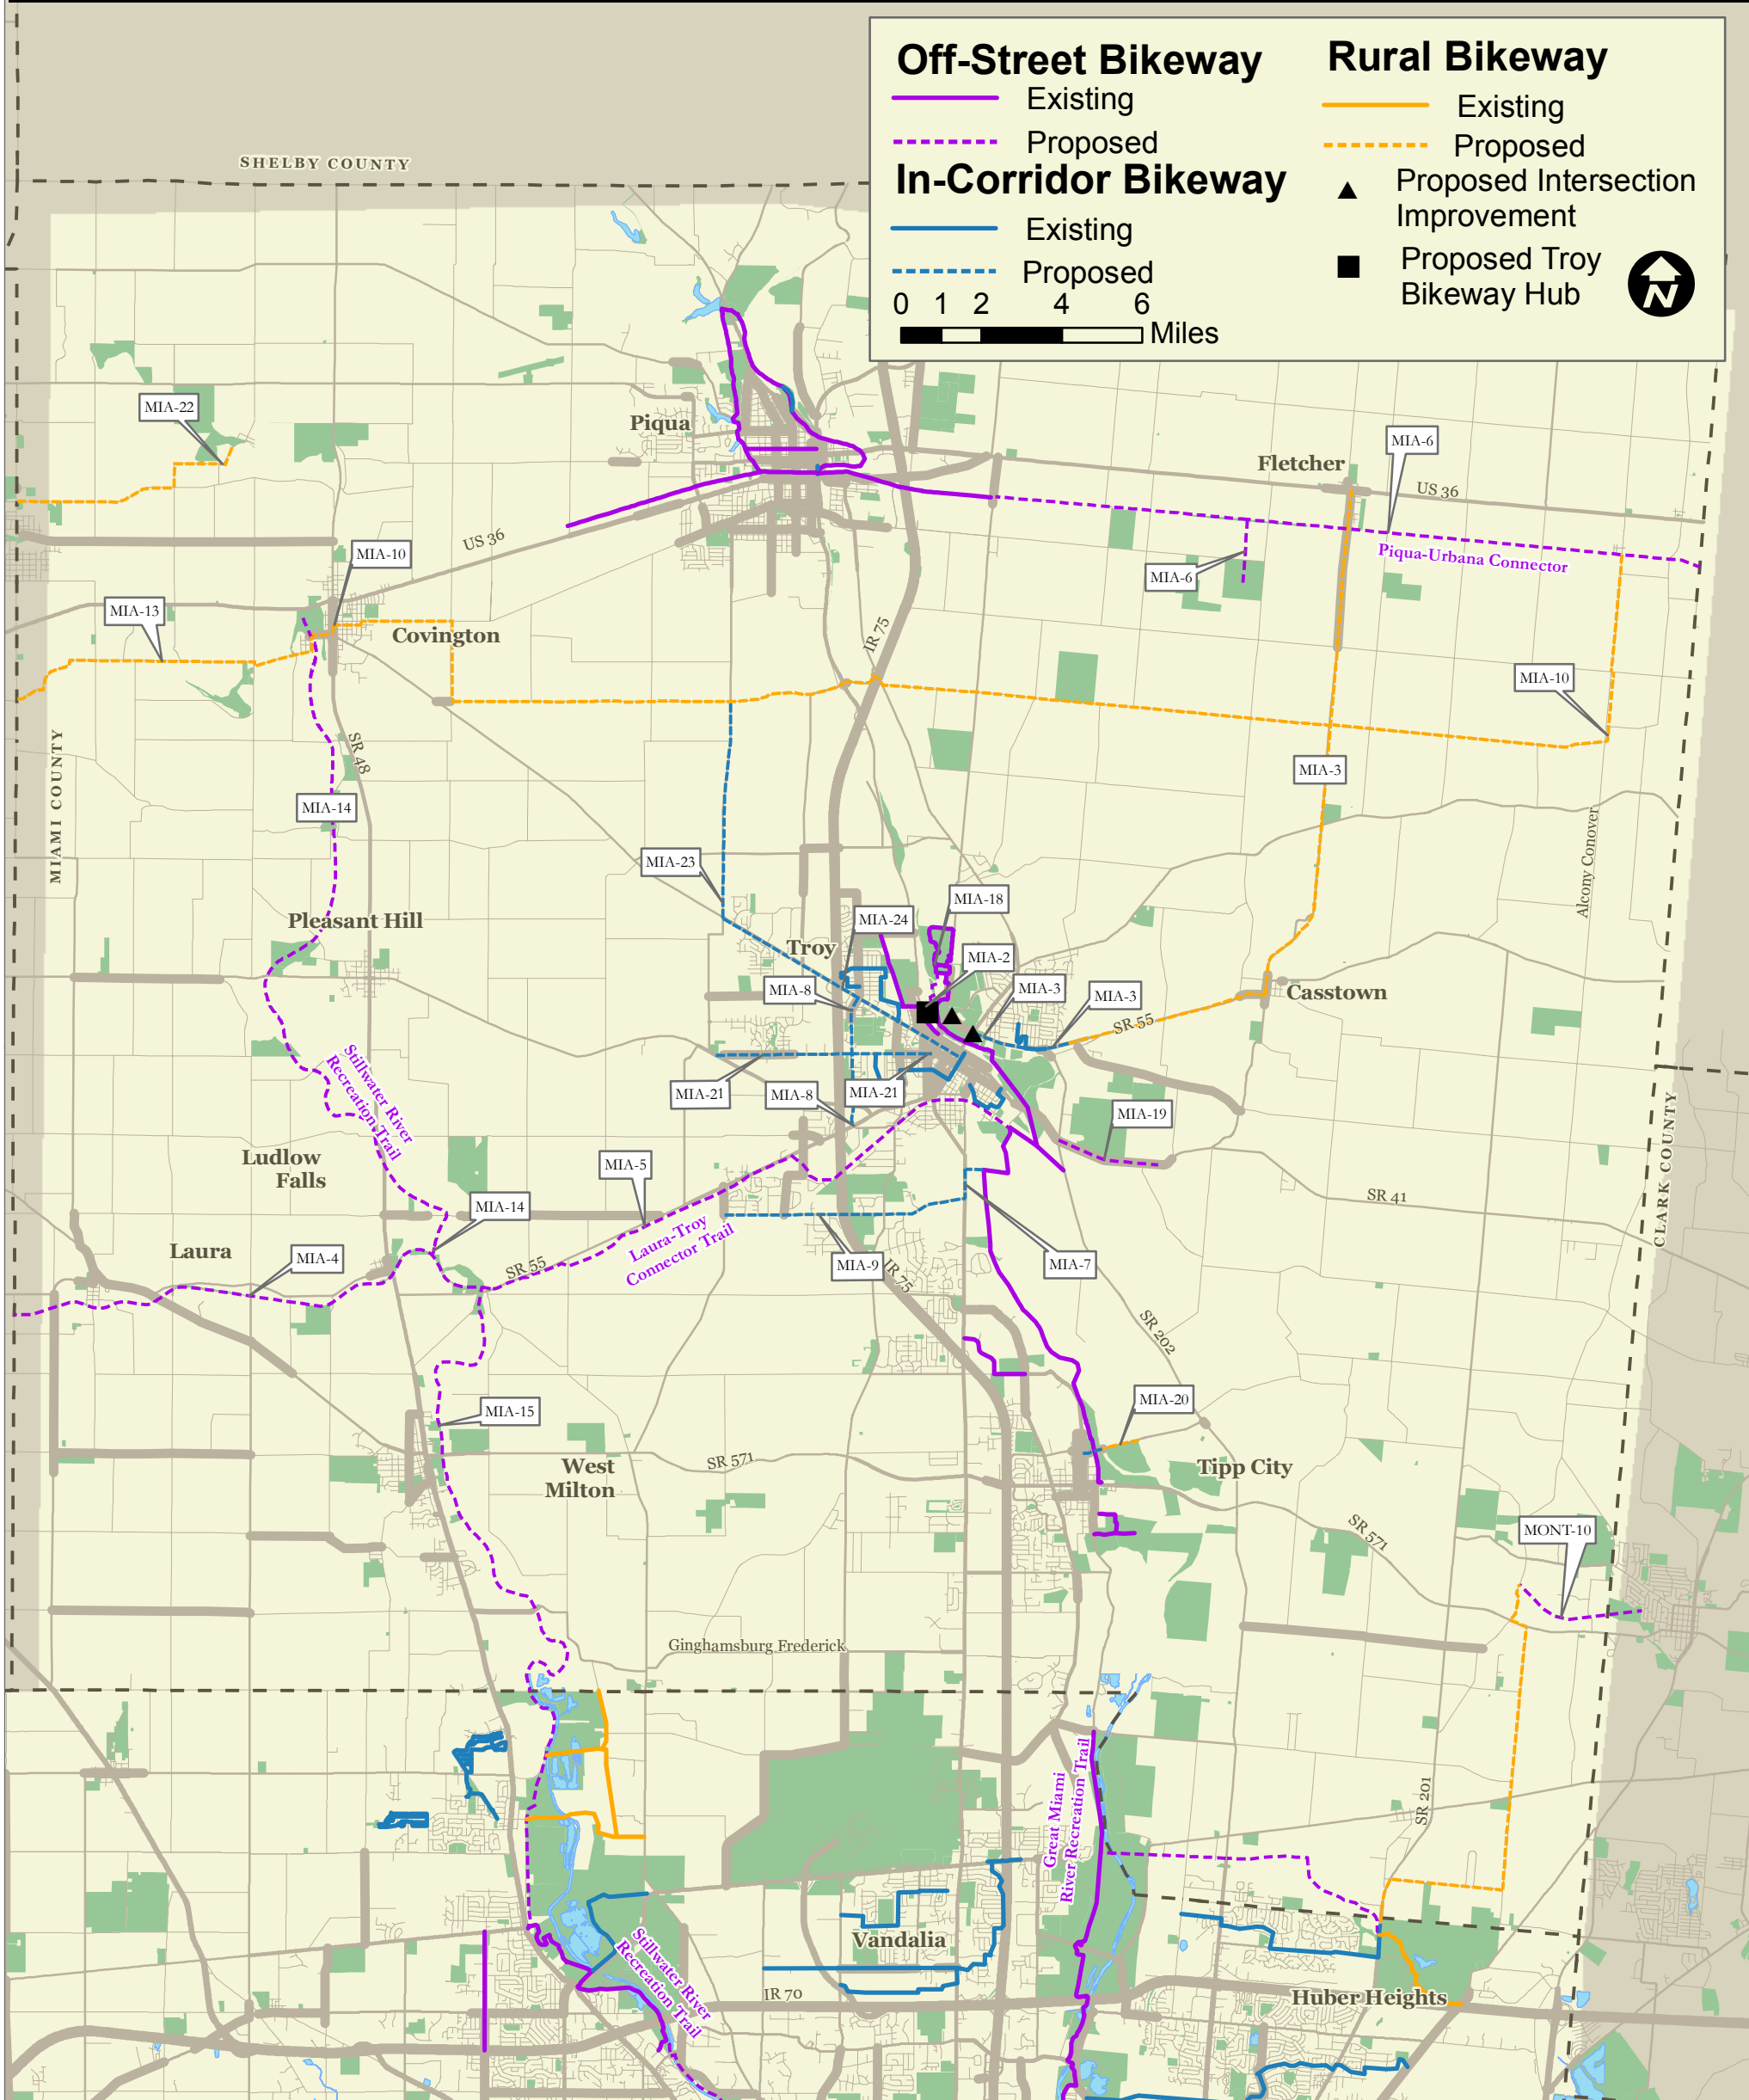 Off-Street Bikeway
Existing
Proposed
In-Corridor Bikeway
Existing
Proposed
0 1 2 4 6
Miles
Rural Bikeway
Existing
Proposed
Proposed Intersection
Improvement
Proposed Troy
Bikeway Hub
N
SHELBY COUNTY
MIA-22
Piqua
MIA-6
Fletcher
US 36
US 36
MIA-10
Piqua-Urbana Connector
MIA-6
MIA-13
Covington
IR 75
MIA-10
SR 48
MIA-3
MIAMI COUNTY
MIA-14
Alcony Conover
MIA-23
MIA-18
Pleasant Hill
MIA-24
Troy
MIA-2
MIA-8
MIA-3
MIA-3
Casstown
SR 55
Stillwater River
Recreation Trail
MIA-21
MIA-8
MIA-21
MIA-19
CLARK COUNTY
Ludlow
Falls
MIA-5
SR 41
MIA-14
Laura
MIA-4
Laura-Troy
Connector Trail
SR 55
MIA-9
IR 75
MIA-7
SR 202
MIA-20
MIA-15
West
Milton
SR 571
Tipp City
SR 571
MONT-10
Ginghamsburg Frederick
Great Miami
River Recreation Trail
SR 201
Vandalia
Stillwater River
Recreation Trail
IR 70
Huber Heights